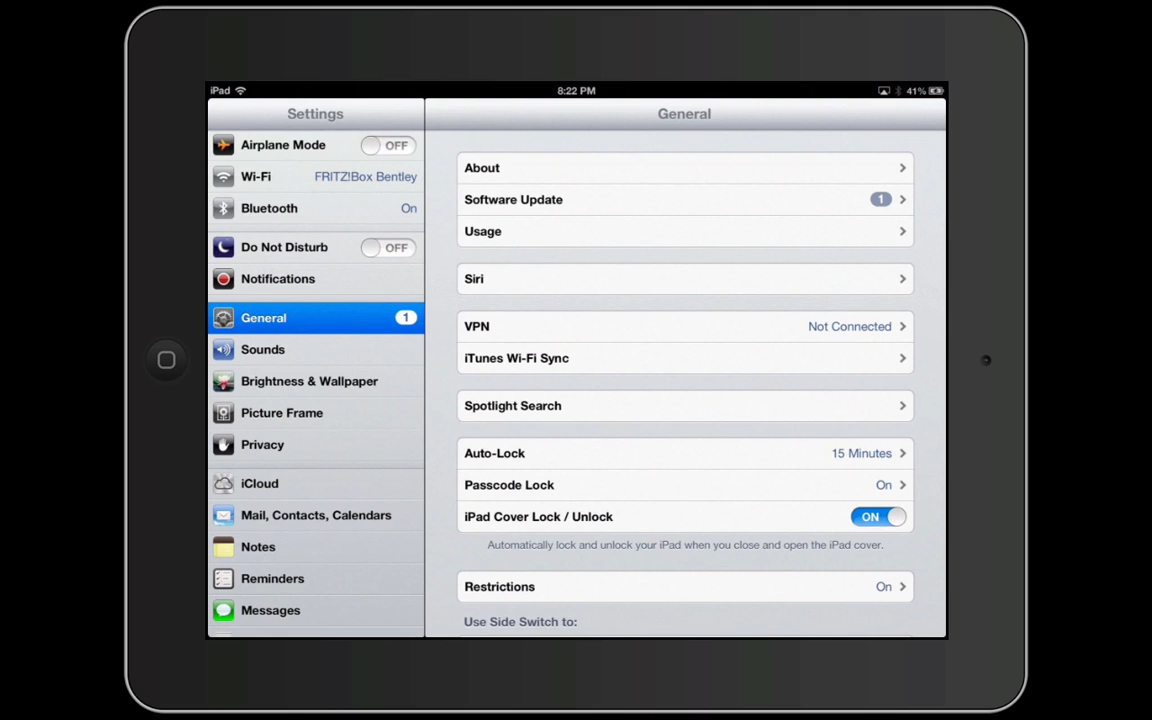 iPad 8:22 PM 41%
Settings
Airplane Mode OFF
Wi-Fi FRITZ!Box Bentley
Bluetooth On
Do Not Disturb OFF
Notifications
General 1
Sounds
Brightness & Wallpaper
Picture Frame
Privacy
iCloud
Mail, Contacts, Calendars
Notes
Reminders
Messages
General
About
Software Update 1
Usage
Siri
VPN Not Connected
iTunes Wi-Fi Sync
Spotlight Search
Auto-Lock 15 Minutes
Passcode Lock On
iPad Cover Lock / Unlock ON
Automatically lock and unlock your iPad when you close and open the iPad cover.
Restrictions On
Use Side Switch to: